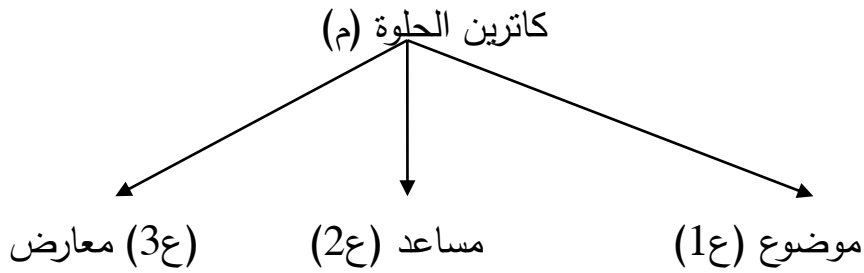 كاترين الحلوة (م)
موضوع (ع1) مساعد (ع2) (ع3) معارض